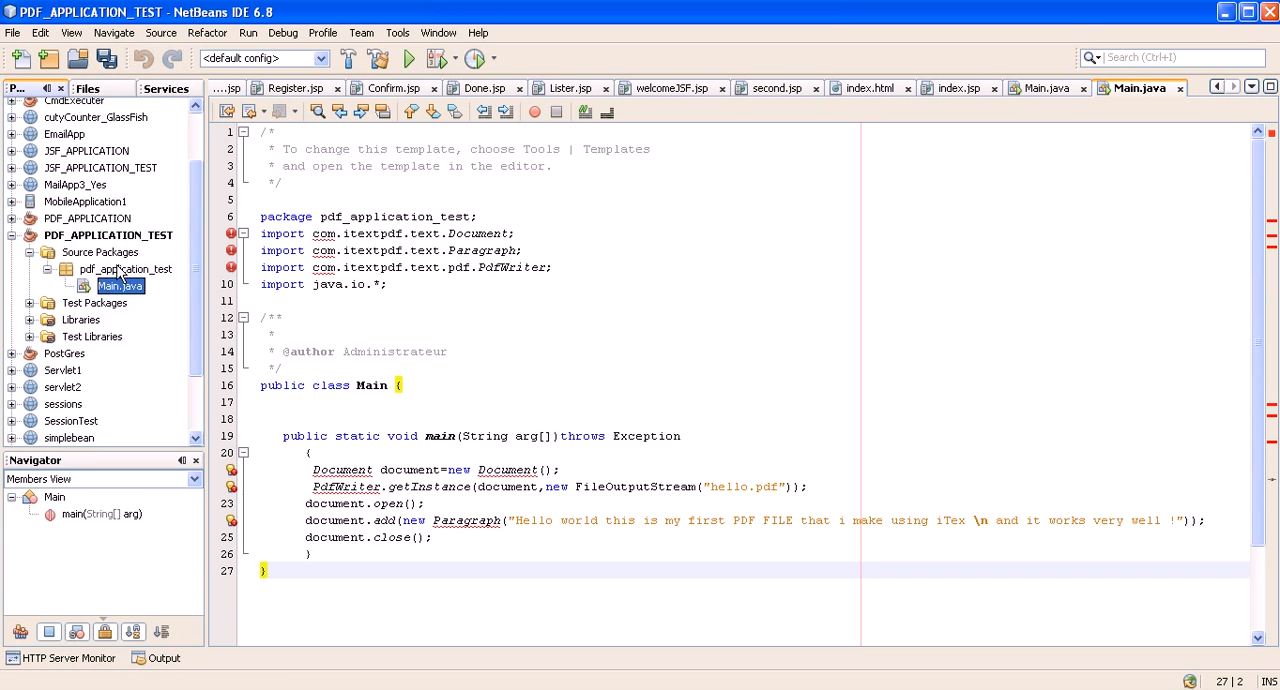 PDF_APPLICATION_TEST - NetBeans IDE 6.8
File Edit View Navigate Source Refactor Run Debug Profile Team Tools Window Help
<default config> Search (Ctrl+I)
P... Files Services ....jsp Register.jsp Confirm.jsp Done.jsp Lister.jsp welcomeJSF.jsp second.jsp index.html index.jsp Main.java Main.java
CmdExecuter
cutyCounter_GlassFish
EmailApp
JSF_APPLICATION
JSF_APPLICATION_TEST
MailApp3_Yes
MobileApplication1
PDF_APPLICATION
PDF_APPLICATION_TEST
Source Packages
pdf_application_test
Main.java
Test Packages
Libraries
Test Libraries
PostGres
Servlet1
servlet2
sessions
SessionTest
simplebean
Navigator
Members View
Main
main(String[] arg)
1 /*
2 * To change this template, choose Tools | Templates
3 * and open the template in the editor.
4 */
5
6 package pdf_application_test;
import com.itextpdf.text.Document;
import com.itextpdf.text.Paragraph;
import com.itextpdf.text.pdf.PdfWriter;
10 import java.io.*;
11
12 /**
13 *
14 * @author Administrateur
15 */
16 public class Main {
17
18
19 public static void main(String arg[])throws Exception
20 {
Document document=new Document();
PdfWriter.getInstance(document,new FileOutputStream("hello.pdf"));
23 document.open();
document.add(new Paragraph("Hello world this is my first PDF FILE that i make using iTex \n and it works very well !"));
25 document.close();
26 }
27 }
HTTP Server Monitor Output
27 | 2 INS